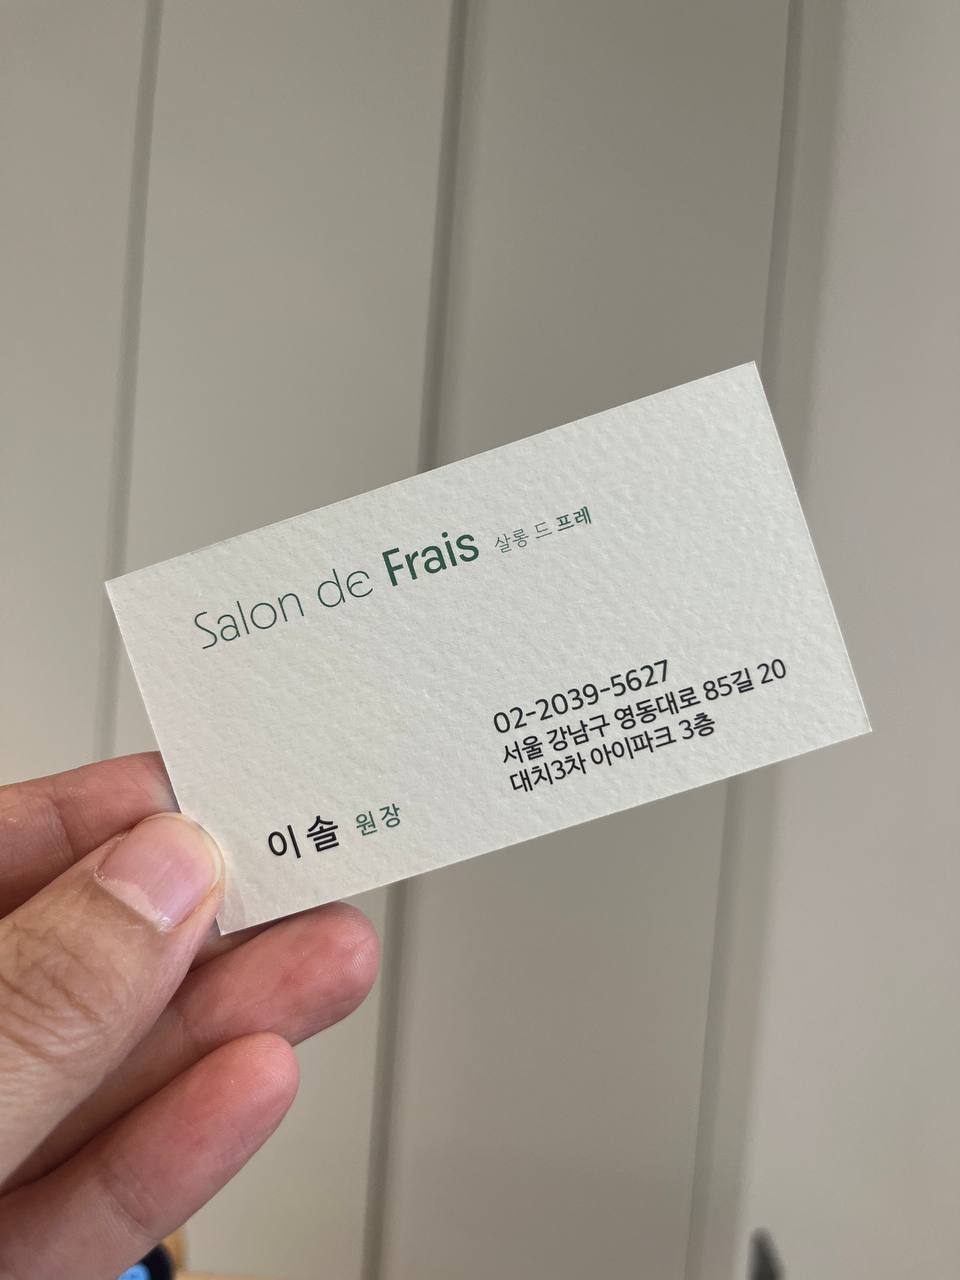 Salon de Frais 살롱 드 프레
02-2039-5627
서울 강남구 영동대로 85길 20
대치3차 아이파크 3층
이 솔 원장